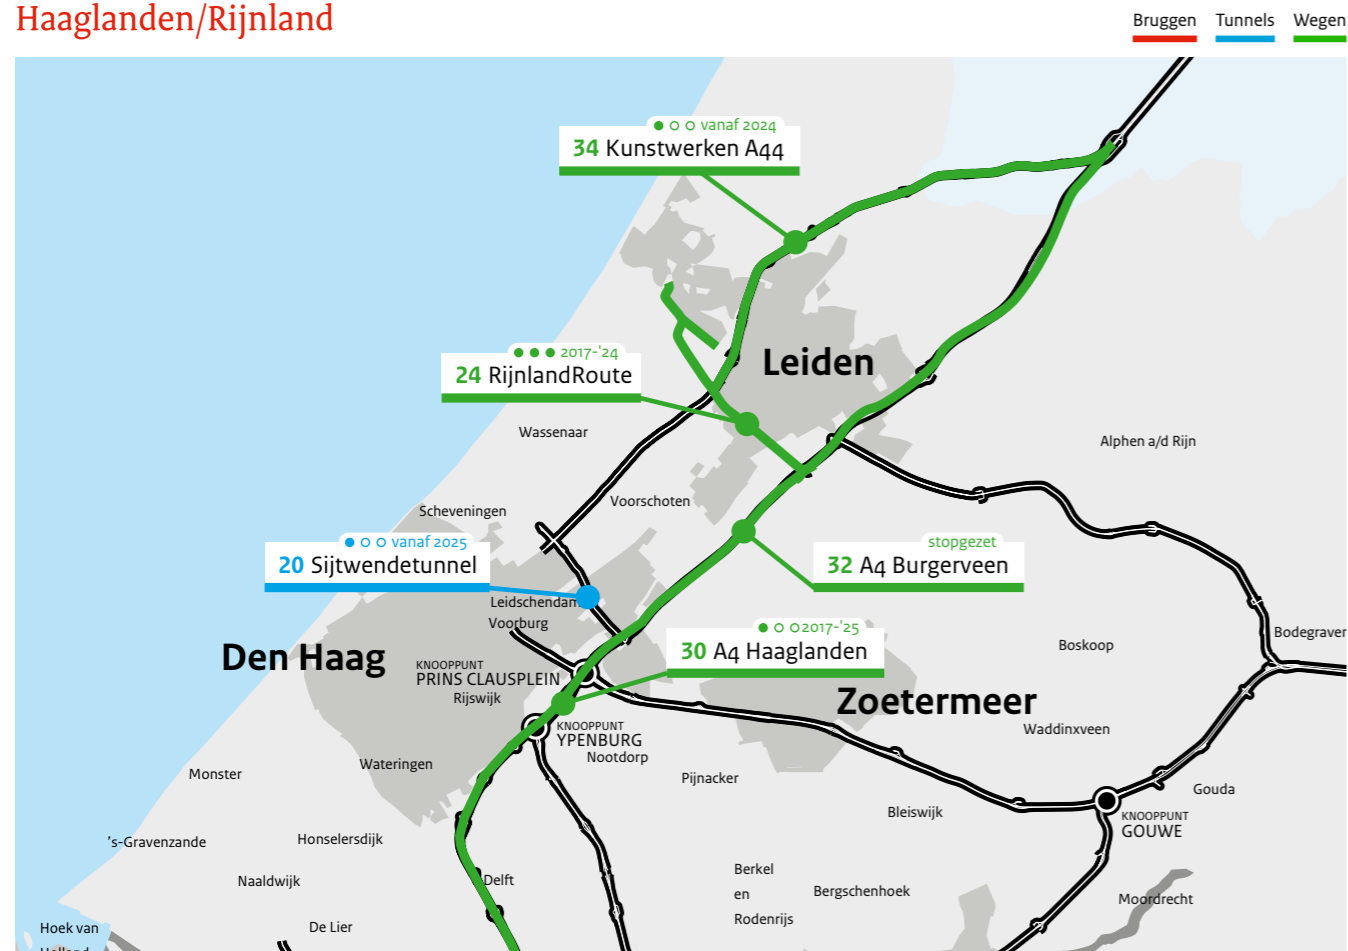 Haaglanden/Rijnland
Bruggen Tunnels Wegen
vanaf 2024
34 Kunstwerken A44
2017-'24
24 RijnlandRoute
Leiden
Wassenaar
Alphen a/d Rijn
Voorschoten
Scheveningen
vanaf 2025
20 Sijtwendetunnel
stopgezet
32 A4 Burgerveen
Leidschendam
Voorburg
2017-'25
30 A4 Haaglanden
Bodegraver
Boskoop
Den Haag
KNOOPPUNT
PRINS CLAUSPLEIN
Rijswijk
Zoetermeer
KNOOPPUNT
YPENBURG
Nootdorp
Waddinxveen
Wateringen
Monster
Pijnacker
Gouda
Bleiswijk
KNOOPPUNT
GOUWE
's-Gravenzande
Honselersdijk
Naaldwijk
Delft
Berkel
en
Rodenrijs
Bergschenhoek
Moordrecht
De Lier
Hoek van
Holland